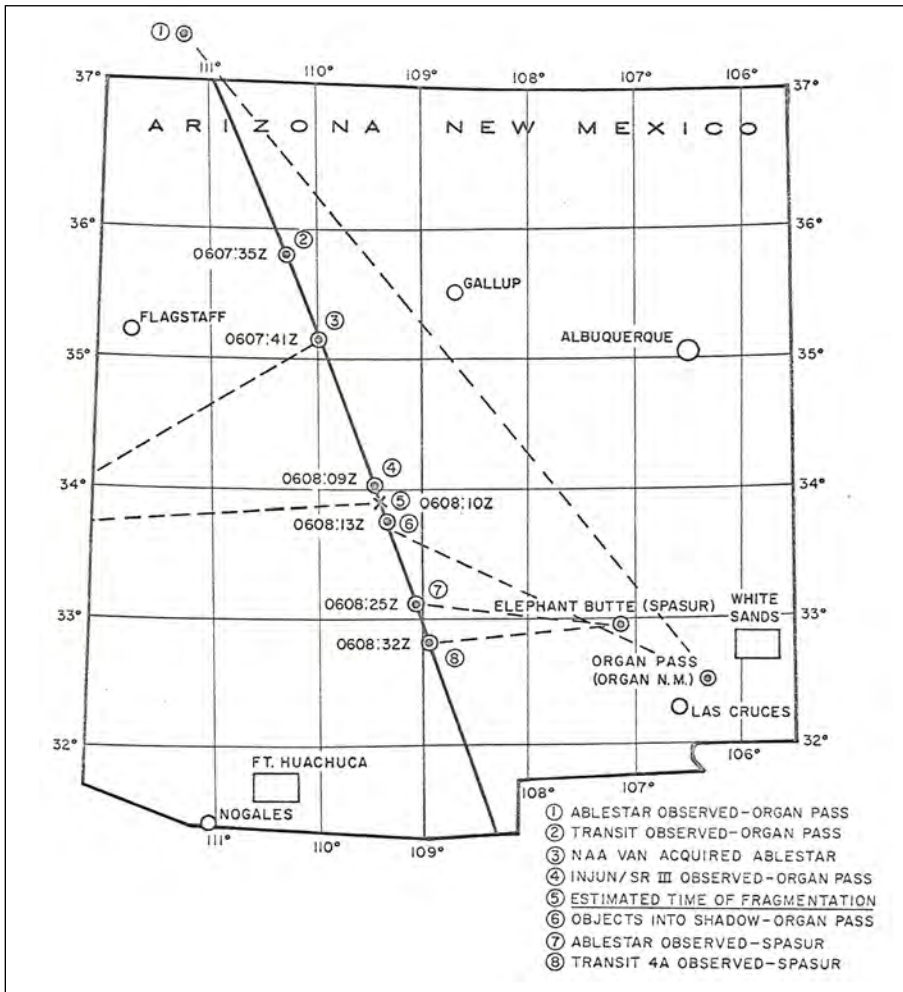 ①
111° 110° 109° 108° 107° 106°
37° 37°
ARIZONA NEW MEXICO
36° 36°
②
0607:35Z
GALLUP
FLAGSTAFF
③
0607:41Z
ALBUQUERQUE
35° 35°
④
0608:09Z
34° 34°
⑤ 0608:10Z
0608:13Z ⑥
⑦
0608:25Z
ELEPHANT BUTTE (SPASUR)
WHITE
SANDS
33° 33°
0608:32Z
⑧
ORGAN PASS
(ORGAN N.M.)
LAS CRUCES
32° 32°
106°
FT. HUACHUCA
107°
108°
NOGALES
111° 110° 109°
① ABLESTAR OBSERVED-ORGAN PASS
② TRANSIT OBSERVED-ORGAN PASS
③ NAA VAN ACQUIRED ABLESTAR
④ INJUN/SR III OBSERVED-ORGAN PASS
⑤ ESTIMATED TIME OF FRAGMENTATION
⑥ OBJECTS INTO SHADOW-ORGAN PASS
⑦ ABLESTAR OBSERVED-SPASUR
⑧ TRANSIT 4A OBSERVED-SPASUR